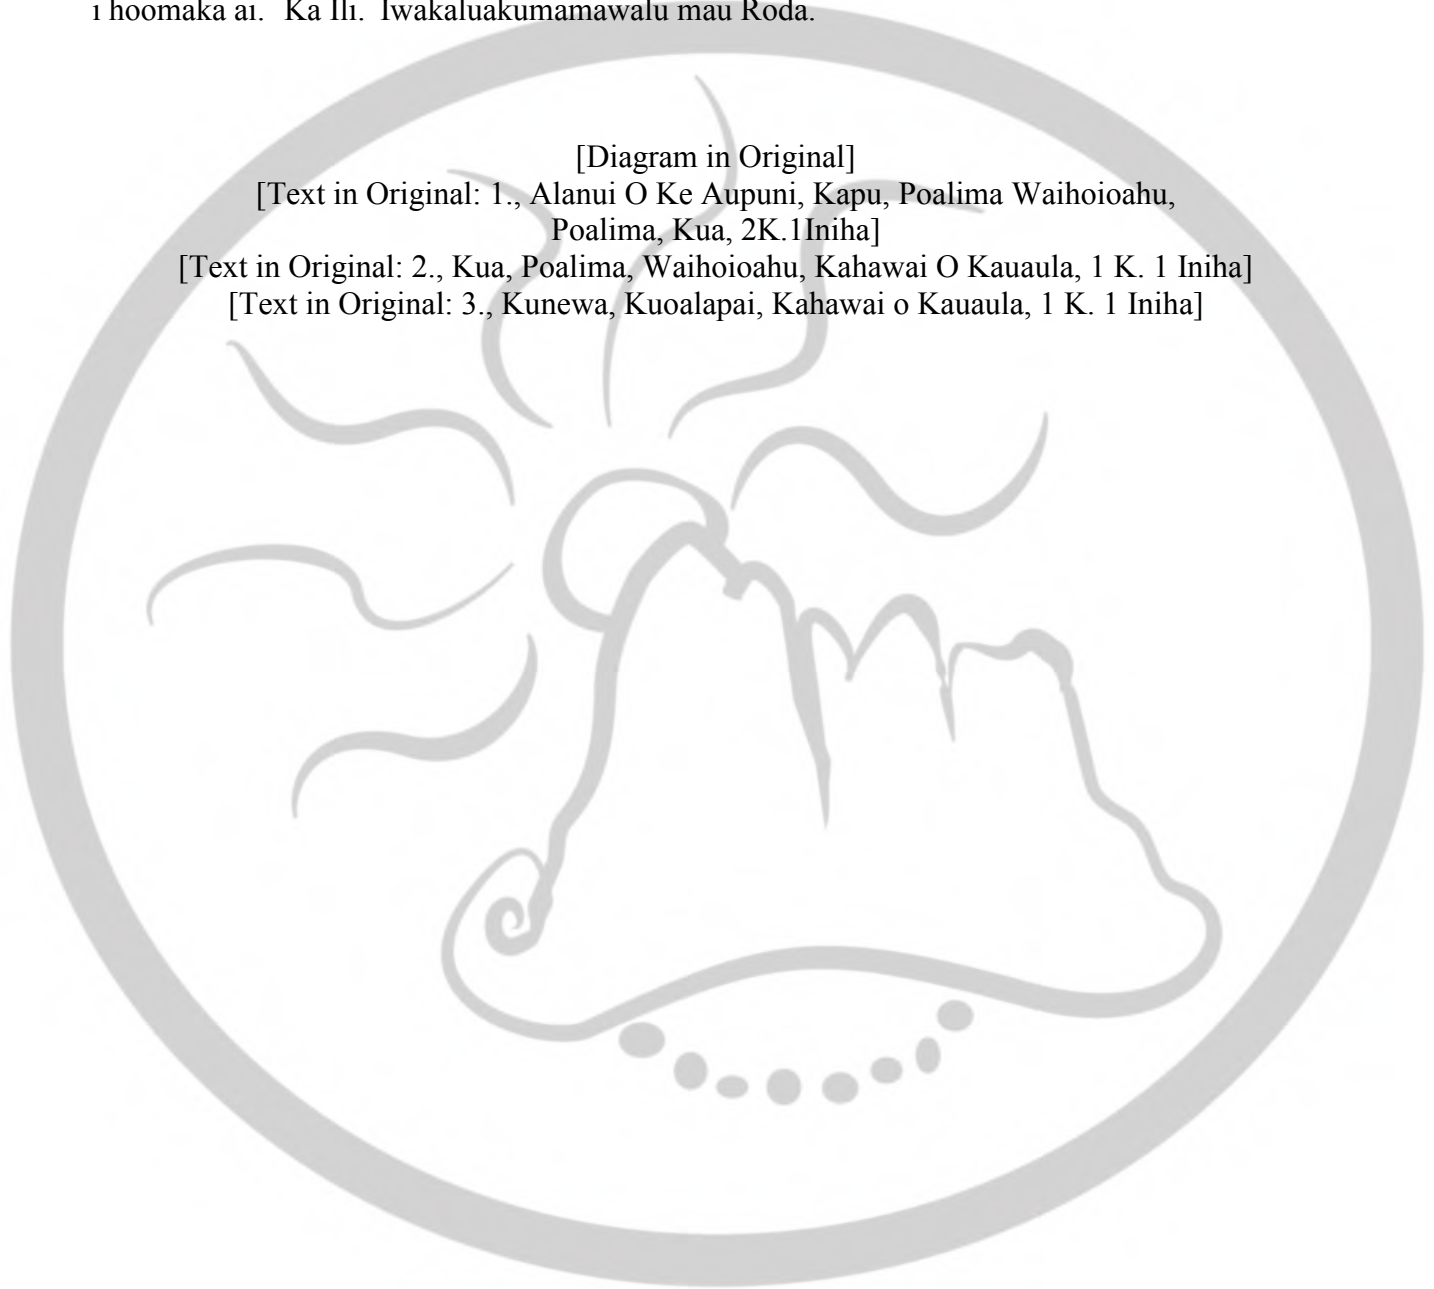 i hoomaka ai.  Ka Ili.  Iwakaluakumamawalu mau Roda.
[Diagram in Original]
[Text in Original: 1., Alanui O Ke Aupuni, Kapu, Poalima Waihoioahu,
Poalima, Kua, 2K.1Iniha]
[Text in Original: 2., Kua, Poalima, Waihoioahu, Kahawai O Kauaula, 1 K. 1 Iniha]
[Text in Original: 3., Kunewa, Kuoalapai, Kahawai o Kauaula, 1 K. 1 Iniha]